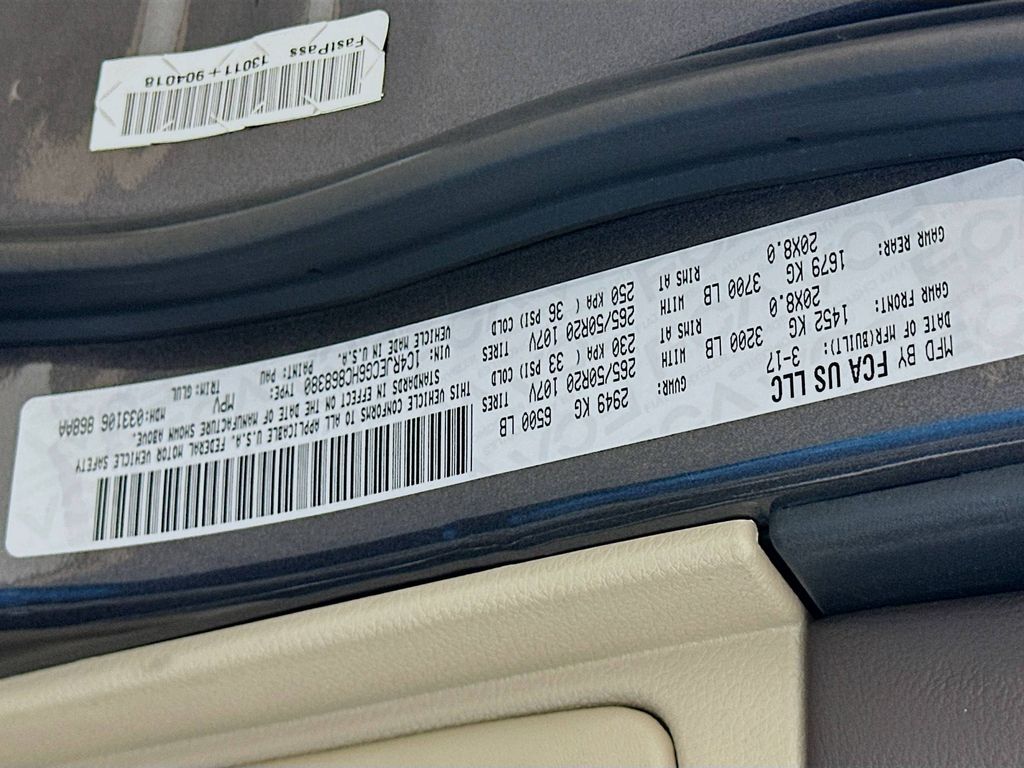 MFD BY FCA US LLC
DATE OF MFR(BUILT): 3-17
GVWR: 2949 KG 6500 LB
GAWR FRONT: 1452 KG 3200 LB
WITH 265/50R20 107V TIRES
RIMS AT 20X8.0 230 KPA ( 33 PSI) COLD
GAWR REAR: 1679 KG 3700 LB
WITH 265/50R20 107V TIRES
RIMS AT 20X8.0 250 KPA ( 36 PSI) COLD
THIS VEHICLE CONFORMS TO ALL APPLICABLE U.S.A. FEDERAL MOTOR VEHICLE SAFETY
STANDARDS IN EFFECT ON THE DATE OF MANUFACTURE SHOWN ABOVE.
VIN: 1C4RJECG6HC868380 TYPE: MPV MDH:033106 868AA
VEHICLE MADE IN U.S.A. PAINT: PAU TRIM:GLUL
FastPass 13011+904018